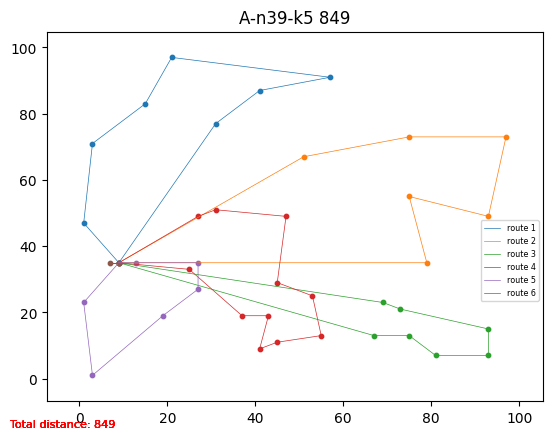 A-n39-k5 849
100
80
60
40
20
0
route 1
route 2
route 3
route 4
route 5
route 6
0 20 40 60 80 100
Total distance: 849